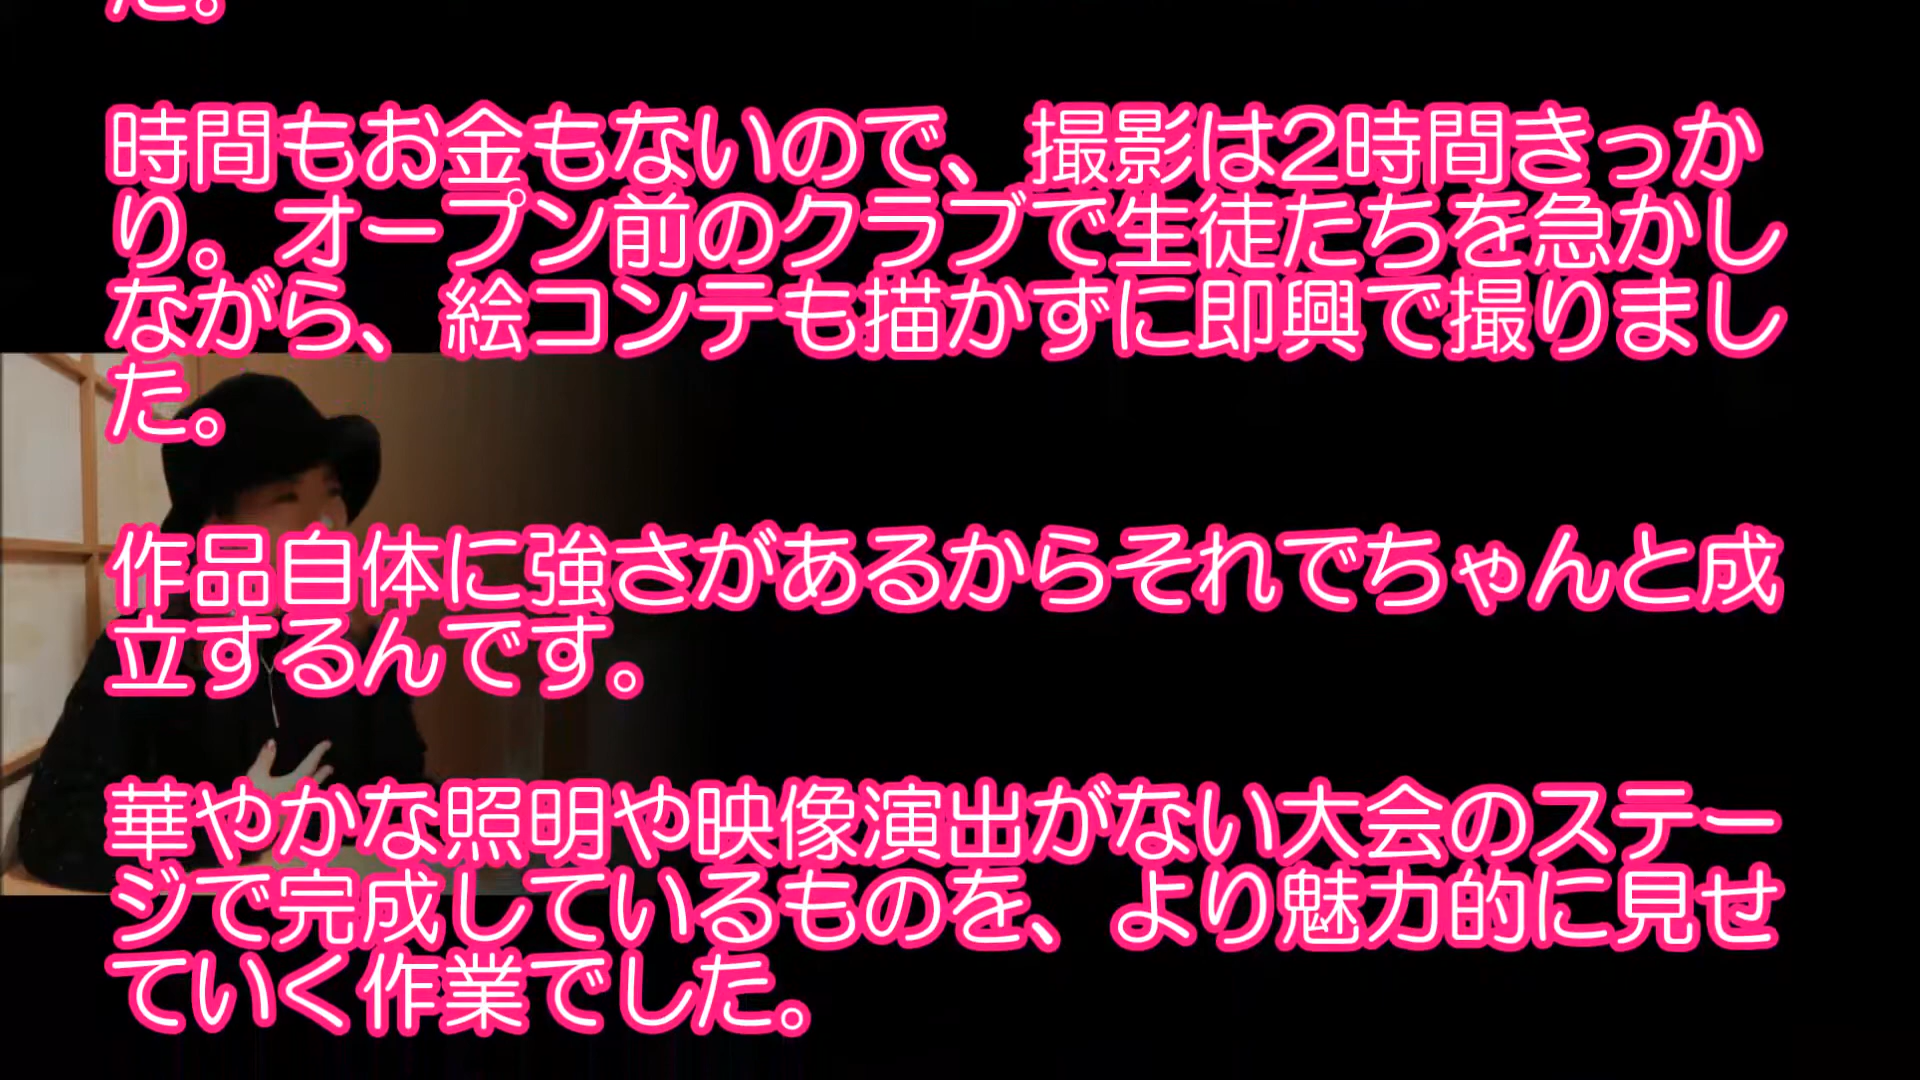 た。
時間もお金もないので、撮影は2時間きっか
り。オープン前のクラブで生徒たちを急かし
ながら、絵コンテも描かずに即興で撮りまし
た。
作品自体に強さがあるからそれでちゃんと成
立するんです。
華やかな照明や映像演出がない大会のステー
ジで完成しているものを、より魅力的に見せ
ていく作業でした。